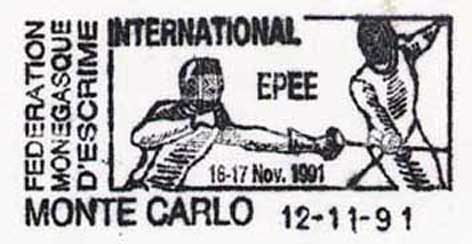 FEDERATION
MONEGASQUE
D'ESCRIME
INTERNATIONAL
EPEE
16-17 Nov. 1991
MONTE CARLO 12-11-91